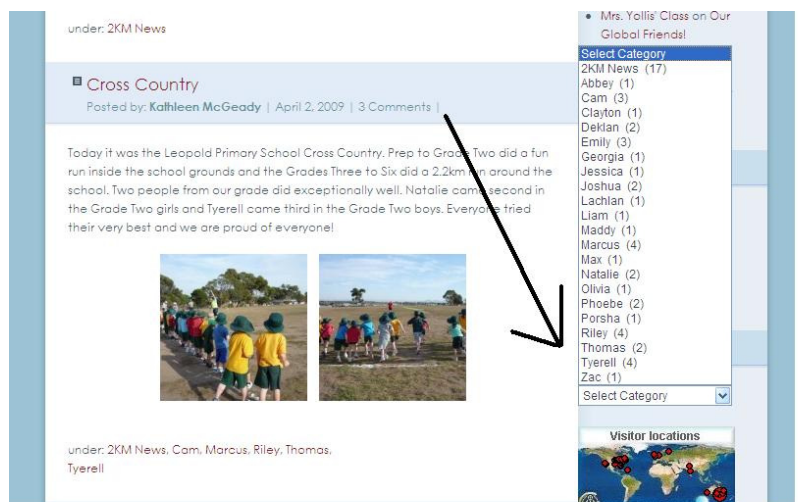 under: 2KM News
Cross Country
Posted by: Kathleen McGeady | April 2, 2009 | 3 Comments |
Today it was the Leopold Primary School Cross Country. Prep to Grade Two did a fun
run inside the school grounds and the Grades Three to Six did a 2.2km run around the
school. Two people from our grade did exceptionally well. Natalie came second in
the Grade Two girls and Tyerell came third in the Grade Two boys. Everyone tried
their very best and we are proud of everyone!
under: 2KM News, Cam, Marcus, Riley, Thomas,
Tyerell
Mrs. Yollis' Class on Our
Global Friends!
Select Category
2KM News (17)
Abbey (1)
Cam (3)
Clayton (1)
Deklan (2)
Emily (3)
Georgia (1)
Jessica (1)
Joshua (2)
Lachlan (1)
Liam (1)
Maddy (1)
Marcus (4)
Max (1)
Natalie (2)
Olivia (1)
Phoebe (2)
Porsha (1)
Riley (4)
Thomas (2)
Tyerell (4)
Zac (1)
Select Category
Visitor locations